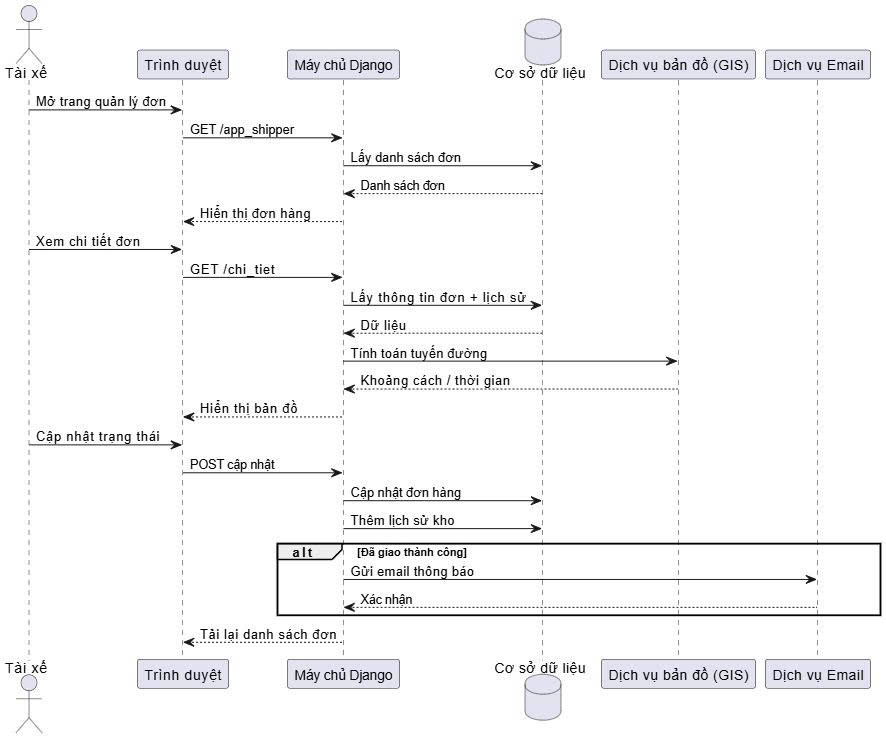 Tài xế
Trình duyệt
Máy chủ Django
Cơ sở dữ liệu
Dịch vụ bản đồ (GIS)
Dịch vụ Email
Mở trang quản lý đơn
GET /app_shipper
Lấy danh sách đơn
Danh sách đơn
Hiển thị đơn hàng
Xem chi tiết đơn
GET /chi_tiet
Lấy thông tin đơn + lịch sử
Dữ liệu
Tính toán tuyến đường
Khoảng cách / thời gian
Hiển thị bản đồ
Cập nhật trạng thái
POST cập nhật
Cập nhật đơn hàng
Thêm lịch sử kho
alt
[Đã giao thành công]
Gửi email thông báo
Xác nhận
Tải lại danh sách đơn
Tài xế
Trình duyệt
Máy chủ Django
Cơ sở dữ liệu
Dịch vụ bản đồ (GIS)
Dịch vụ Email